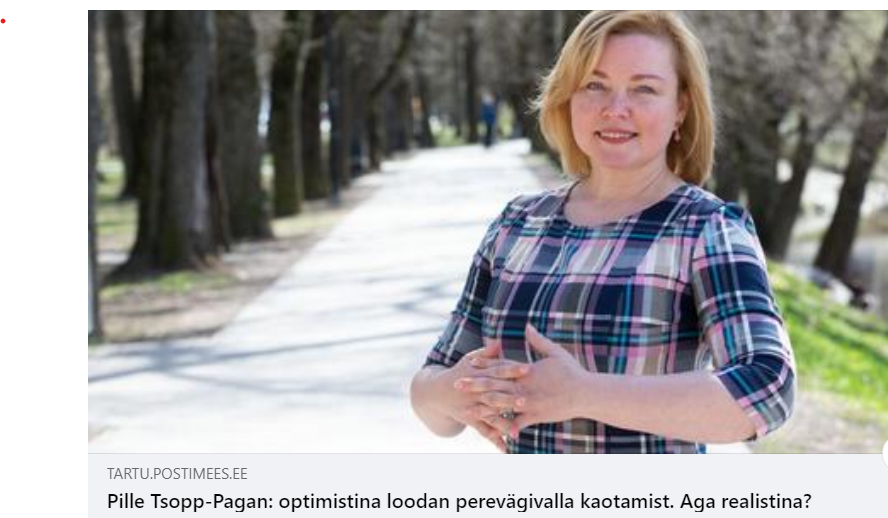 TARTU.POSTIMEES.EE
Pille Tsopp-Pagan: optimistina loodan perevägivalla kaotamist. Aga realistina?